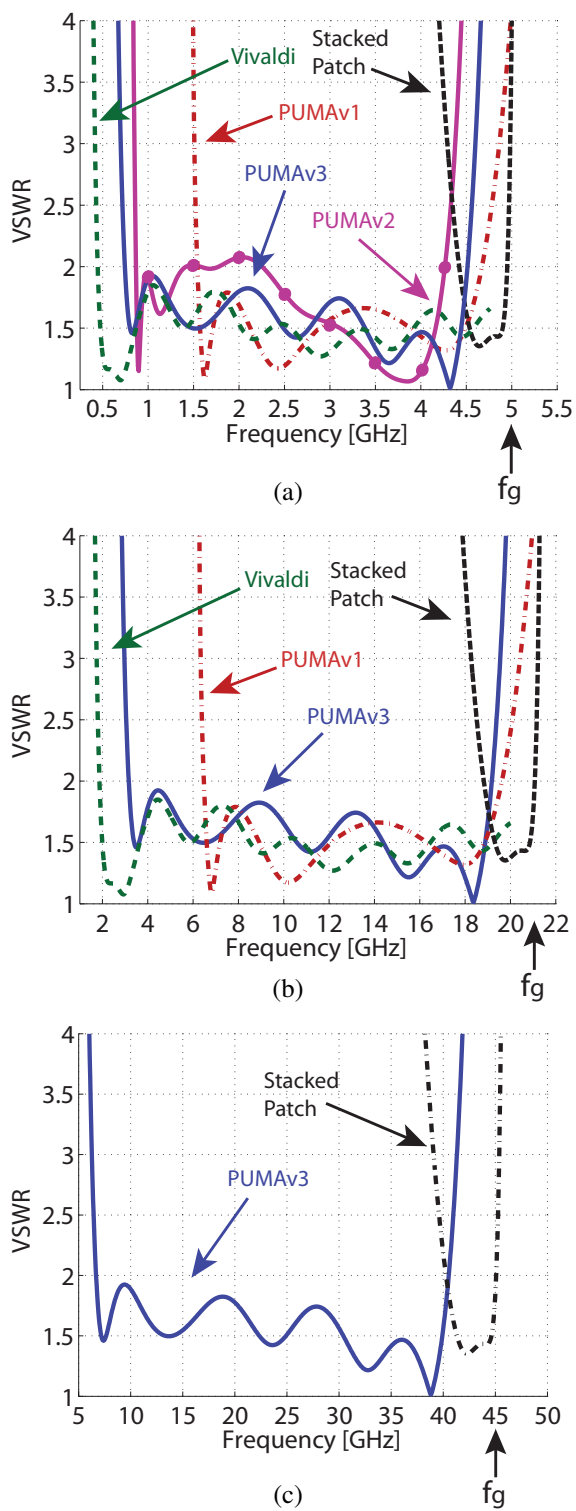 4
3.5
3
2.5
2
1.5
1
VSWR
Vivaldi
Stacked
Patch
PUMAv1
PUMAv3
PUMAv2
0.5 1 1.5 2 2.5 3 3.5 4 4.5 5 5.5
Frequency [GHz]
fg
(a)
4
3.5
3
2.5
2
1.5
1
VSWR
Vivaldi
Stacked
Patch
PUMAv1
PUMAv3
2 4 6 8 10 12 14 16 18 20 22
Frequency [GHz]
fg
(b)
4
3.5
3
2.5
2
1.5
1
VSWR
Stacked
Patch
PUMAv3
5 10 15 20 25 30 35 40 45 50
Frequency [GHz]
fg
(c)